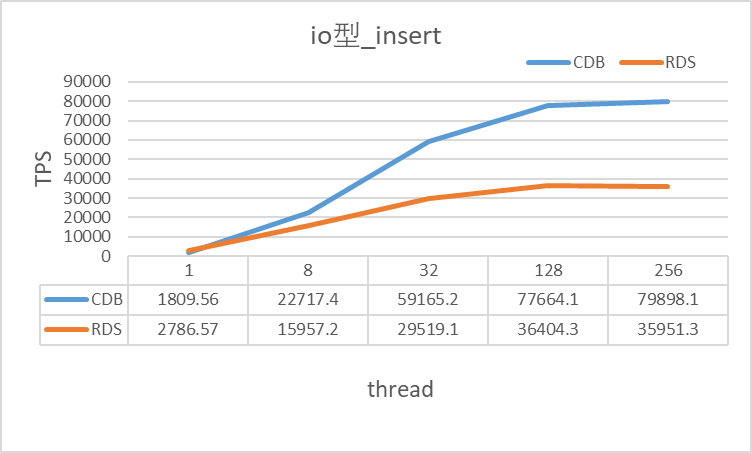 io型_insert
CDB RDS
90000
80000
70000
60000
50000
40000
30000
20000
10000
0
TPS
1 8 32 128 256
CDB 1809.56 22717.4 59165.2 77664.1 79898.1
RDS 2786.57 15957.2 29519.1 36404.3 35951.3
thread